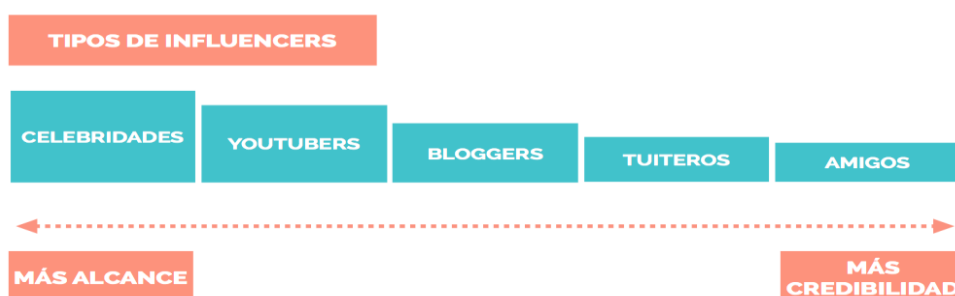 TIPOS DE INFLUENCERS
CELEBRIDADES
YOUTUBERS
BLOGGERS
TUITEROS
AMIGOS
MÁS ALCANCE
MÁS
CREDIBILIDAD